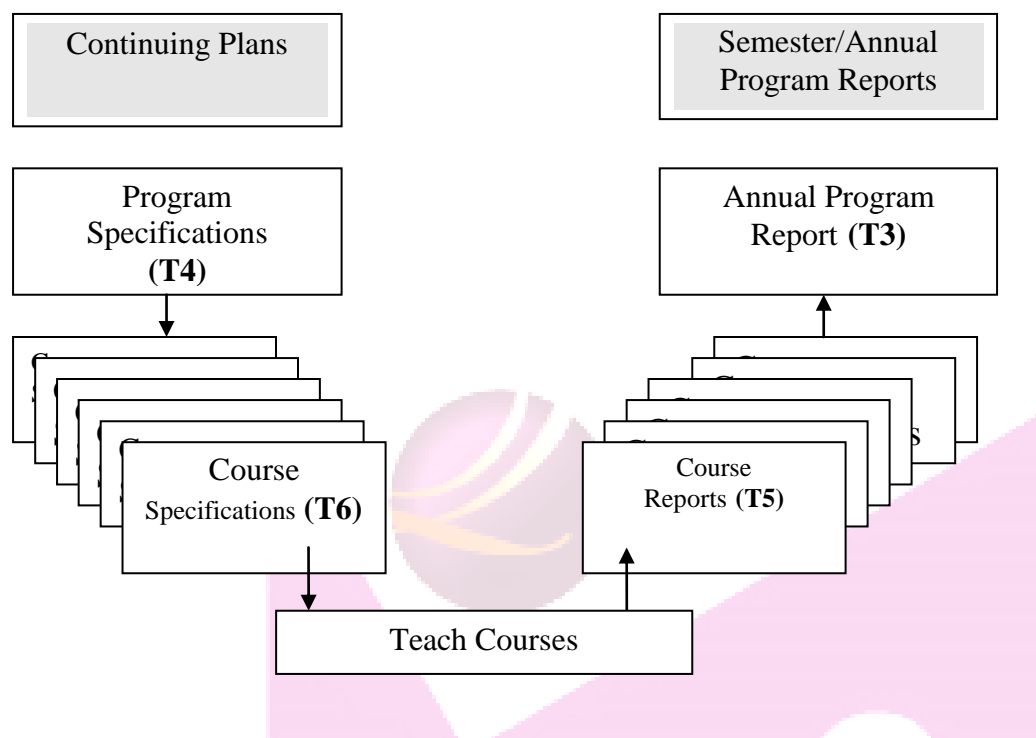 Continuing Plans
Semester/Annual
Program Reports
Program
Specifications
(T4)
Annual Program
Report (T3)
Course
Specifications (T6)
Course
Reports (T5)
Teach Courses